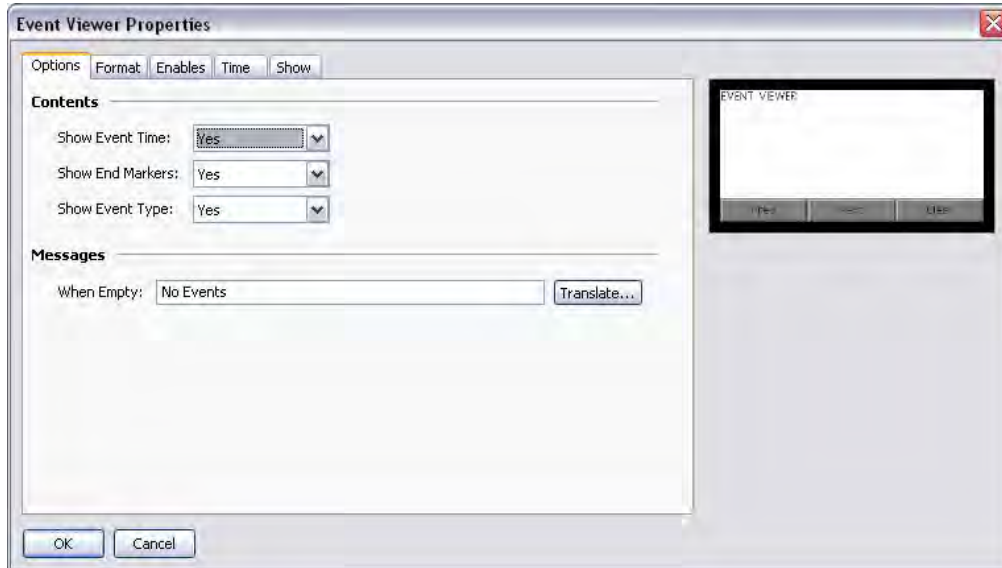 Event Viewer Properties
Options Format Enables Time Show
Contents
Show Event Time: Yes
Show End Markers: Yes
Show Event Type: Yes
Messages
When Empty: No Events Translate...
OK Cancel
EVENT VIEWER